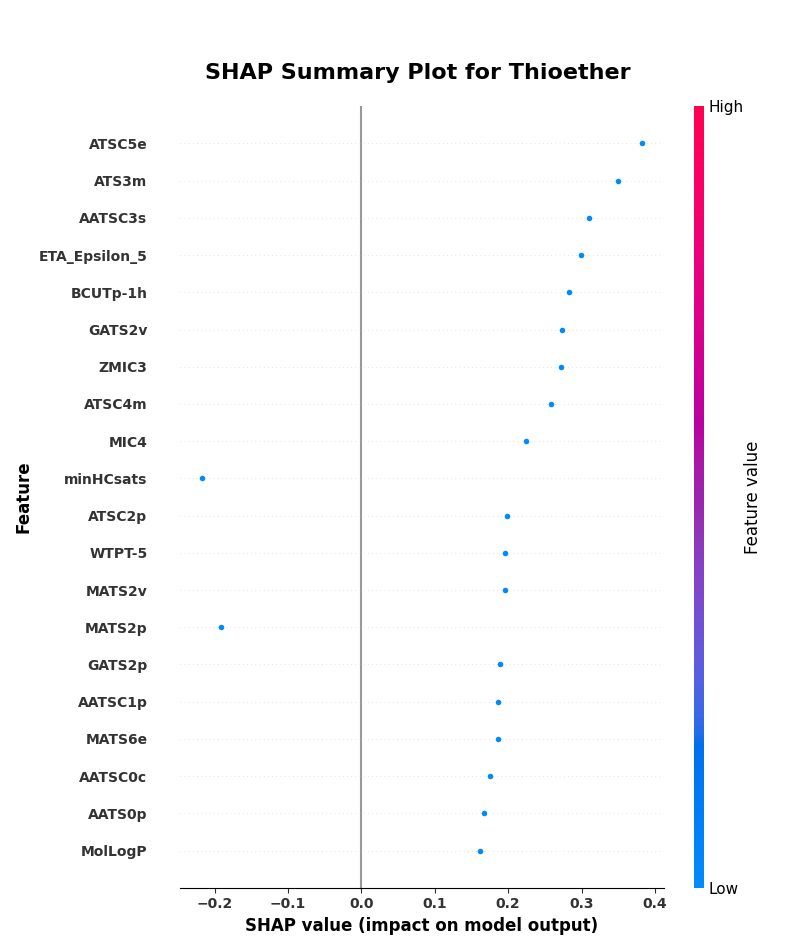 SHAP Summary Plot for Thioether
High
ATSC5e
ATS3m
AATSC3s
ETA_Epsilon_5
BCUTp-1h
GATS2v
ZMIC3
ATSC4m
MIC4
minHCsats
ATSC2p
WTPT-5
MATS2v
MATS2p
GATS2p
AATSC1p
MATS6e
AATSC0c
AATS0p
MolLogP
Feature
Feature value
Low
−0.2 −0.1 0.0 0.1 0.2 0.3 0.4
SHAP value (impact on model output)